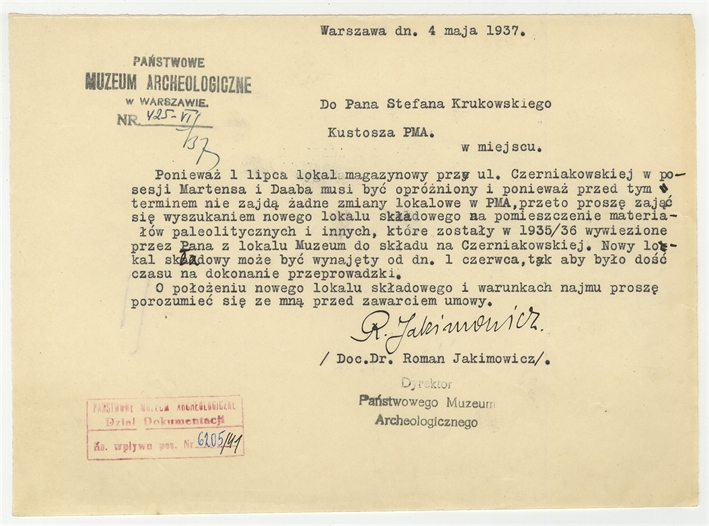 Warszawa dn. 4 maja 1937.
PAŃSTWOWE
MUZEUM ARCHEOLOGICZNE
W WARSZAWIE.
NR. 425-VII
/37
Do Pana Stefana Krukowskiego
Kustosza PMA.
w miejscu.
Ponieważ 1 lipca lokal magazynowy przy ul. Czerniakowskiej w po-
sesji Martensa i Daaba musi być opróżniony i ponieważ przed tym
terminem nie zajdą żadne zmiany lokalowe w PMA,przeto proszę zająć
się wyszukaniem nowego lokalu składowego na pomieszczenie materia-
łów paleolitycznych i innych, które zostały w 1935/36 wywiezione
przez Pana z lokalu Muzeum do składu na Czerniakowskiej. Nowy lo-
kal składowy może być wynajęty od dn. 1 czerwca,tak aby było dość
czasu na dokonanie przeprowadzki.
O położeniu nowego lokalu składowego i warunkach najmu proszę
porozumieć się ze mną przed zawarciem umowy.
R. Jakimowicz.
/ Doc.Dr. Roman Jakimowicz/.
Dyrektor
Państwowego Muzeum
Archeologicznego
PAŃSTWOWE MUZEUM ARCHEOLOGICZNE
Dział Dokumentacji
Ks. wpływu poz. Nr. 6205/41